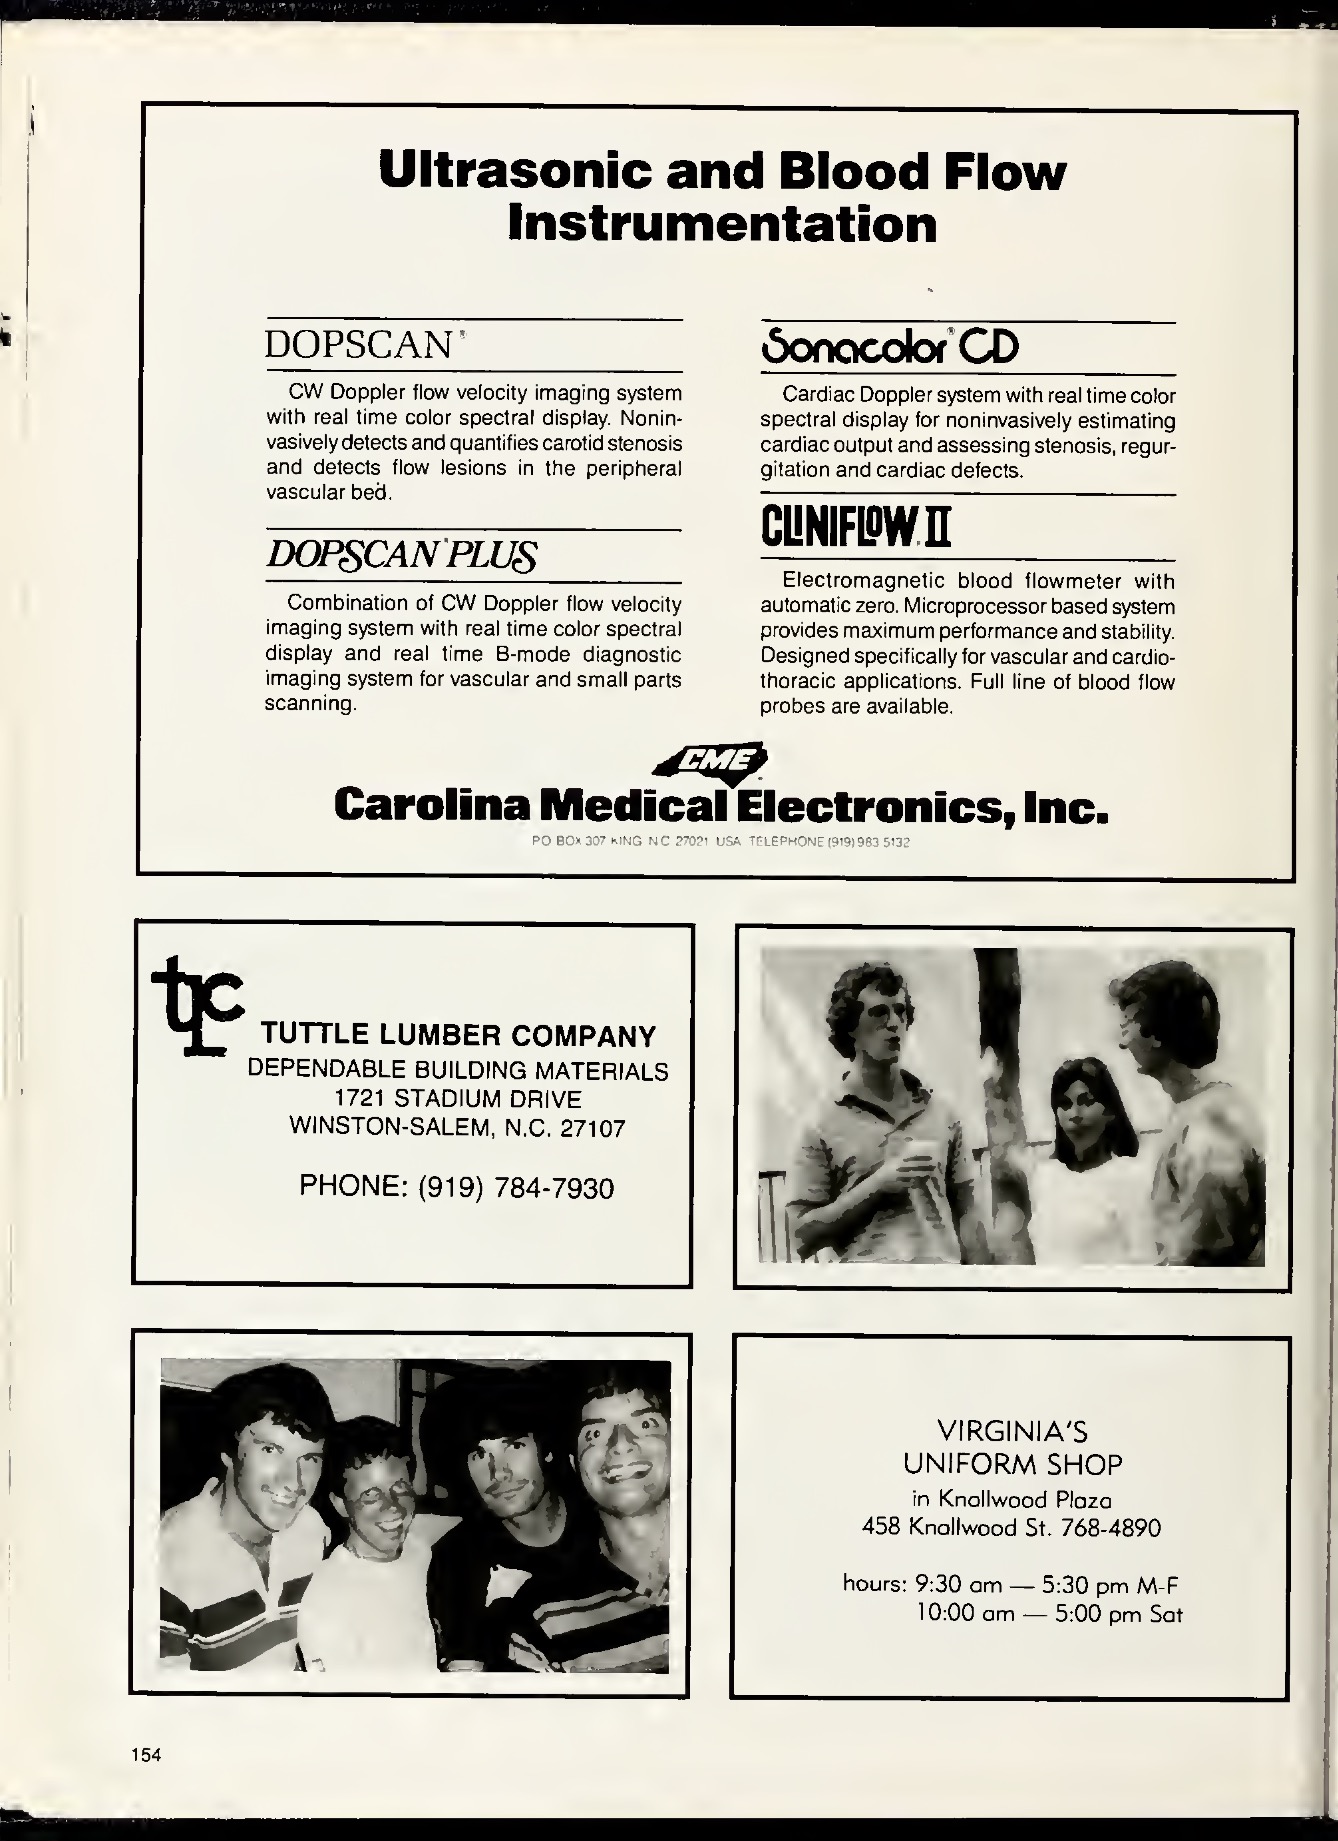 Ultrasonic and Blood Flow
Instrumentation
DOPSCAN®
CW Doppler flow velocity imaging system
with real time color spectral display. Nonin-
vasively detects and quantifies carotid stenosis
and detects flow lesions in the peripheral
vascular bed.
DOPSCAN® PLUS
Combination of CW Doppler flow velocity
imaging system with real time color spectral
display and real time B-mode diagnostic
imaging system for vascular and small parts
scanning.
Sonacolor® CD
Cardiac Doppler system with real time color
spectral display for noninvasively estimating
cardiac output and assessing stenosis, regur-
gitation and cardiac defects.
CLINIFLOW II
Electromagnetic blood flowmeter with
automatic zero. Microprocessor based system
provides maximum performance and stability.
Designed specifically for vascular and cardio-
thoracic applications. Full line of blood flow
probes are available.
CME
Carolina Medical Electronics, Inc.
PO BOX 307 KING N C 27021 USA TELEPHONE (919) 983 5132
tlc
TUTTLE LUMBER COMPANY
DEPENDABLE BUILDING MATERIALS
1721 STADIUM DRIVE
WINSTON-SALEM, N.C. 27107
PHONE: (919) 784-7930
VIRGINIA'S
UNIFORM SHOP
in Knollwood Plaza
458 Knollwood St. 768-4890
hours: 9:30 am — 5:30 pm M-F
10:00 am — 5:00 pm Sat
154